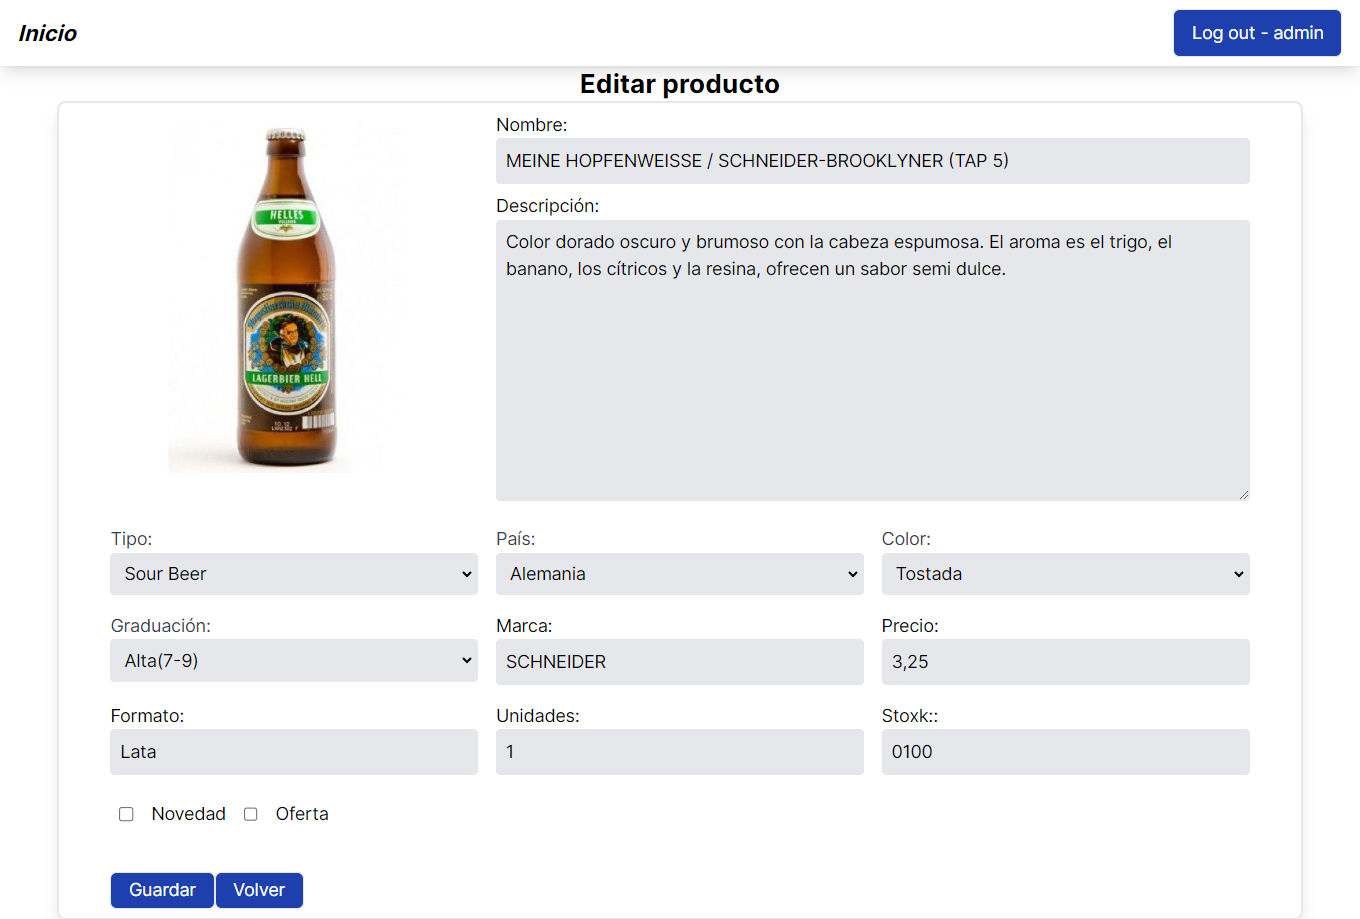 Inicio
Log out - admin
Editar producto
HELLES
LAGERBIER HELL
Nombre:
MEINE HOPFENWEISSE / SCHNEIDER-BROOKLYNER (TAP 5)
Descripción:
Color dorado oscuro y brumoso con la cabeza espumosa. El aroma es el trigo, el
banano, los cítricos y la resina, ofrecen un sabor semi dulce.
Tipo:
País:
Color:
Sour Beer
Alemania
Tostada
Graduación:
Marca:
Precio:
Alta(7-9)
SCHNEIDER
3,25
Formato:
Unidades:
Stoxk::
Lata
1
0100
Novedad
Oferta
Guardar
Volver